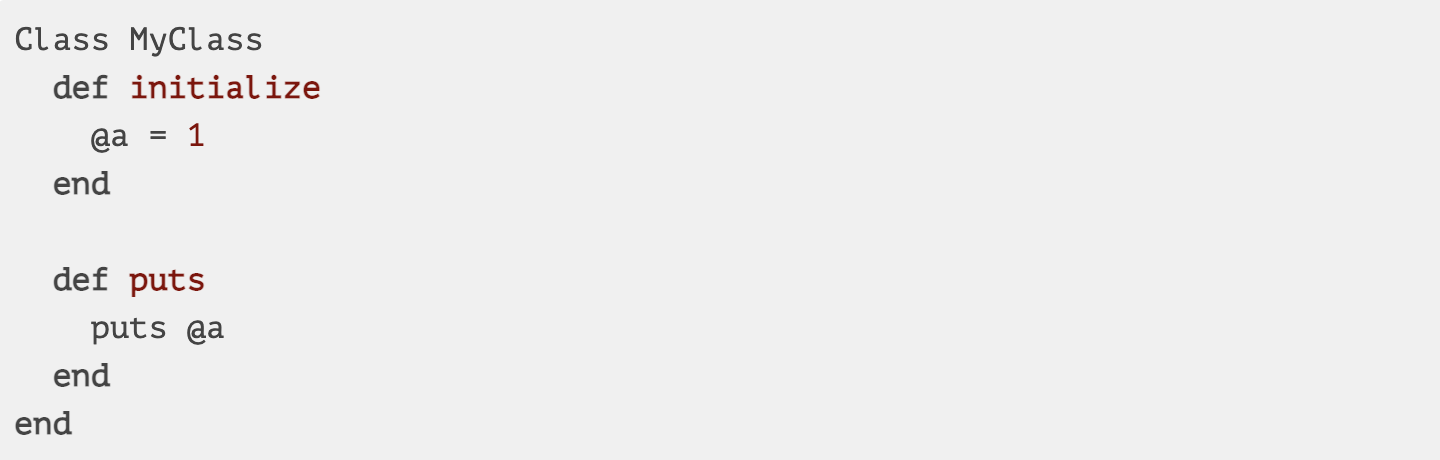 Class MyClass
  def initialize
    @a = 1
  end

  def puts
    puts @a
  end
end